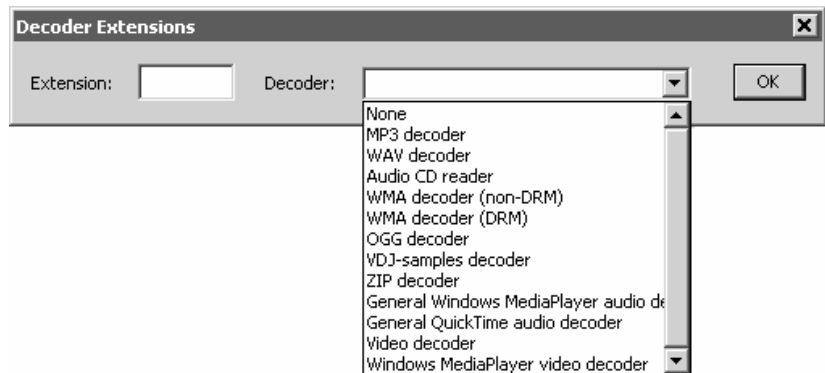 Decoder Extensions
Extension: Decoder: OK
None
MP3 decoder
WAV decoder
Audio CD reader
WMA decoder (non-DRM)
WMA decoder (DRM)
OGG decoder
VDJ-samples decoder
ZIP decoder
General Windows MediaPlayer audio de
General QuickTime audio decoder
Video decoder
Windows MediaPlayer video decoder